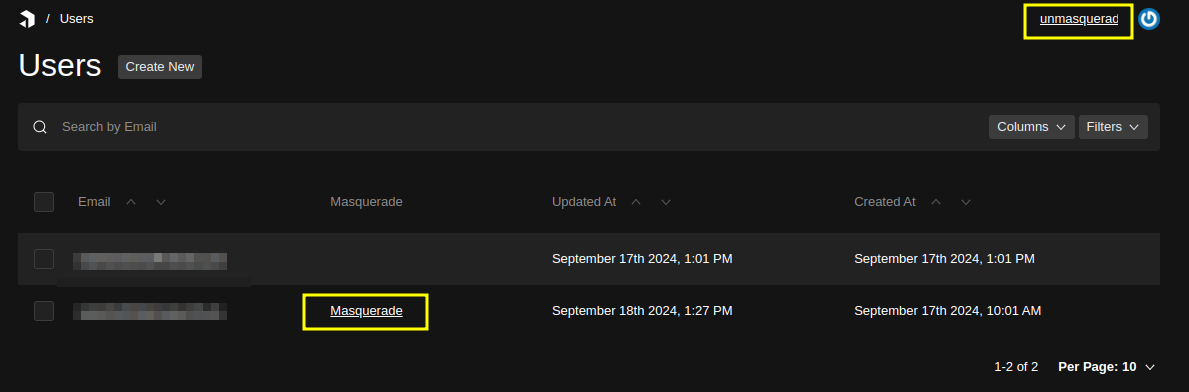 / Users
unmasquerad
Users
Create New
Search by Email
Columns
Filters
Email
Masquerade
Updated At
Created At
September 17th 2024, 1:01 PM
September 17th 2024, 1:01 PM
Masquerade
September 18th 2024, 1:27 PM
September 17th 2024, 10:01 AM
1-2 of 2
Per Page: 10